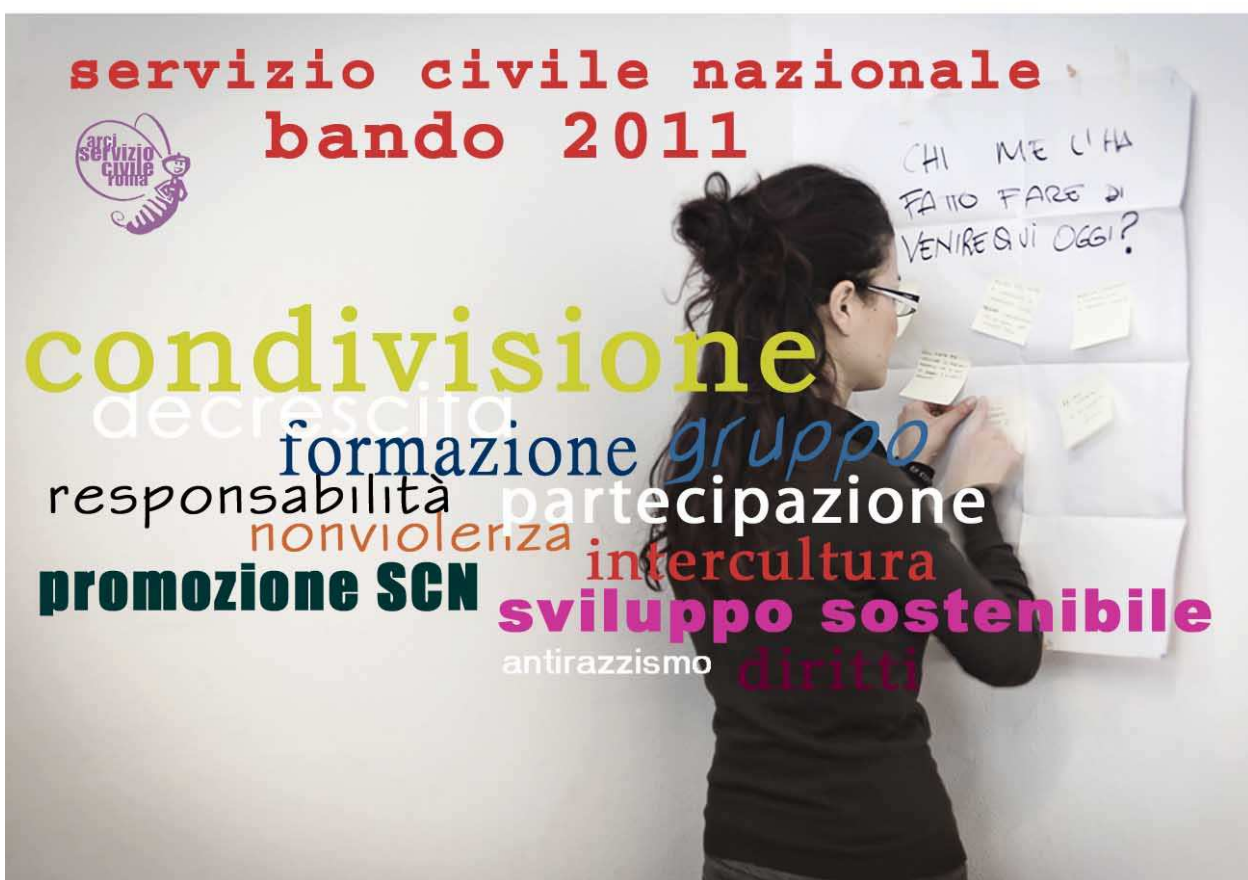 servizio civile nazionale
bando 2011
arci
servizio
civile
roma
CHI ME L'HA
FATTO FARE DI
VENIRE QUI OGGI?
condivisione
decrescita
formazione gruppo
responsabilità partecipazione
nonviolenza
intercultura
promozione SCN
sviluppo sostenibile
antirazzismo diritti